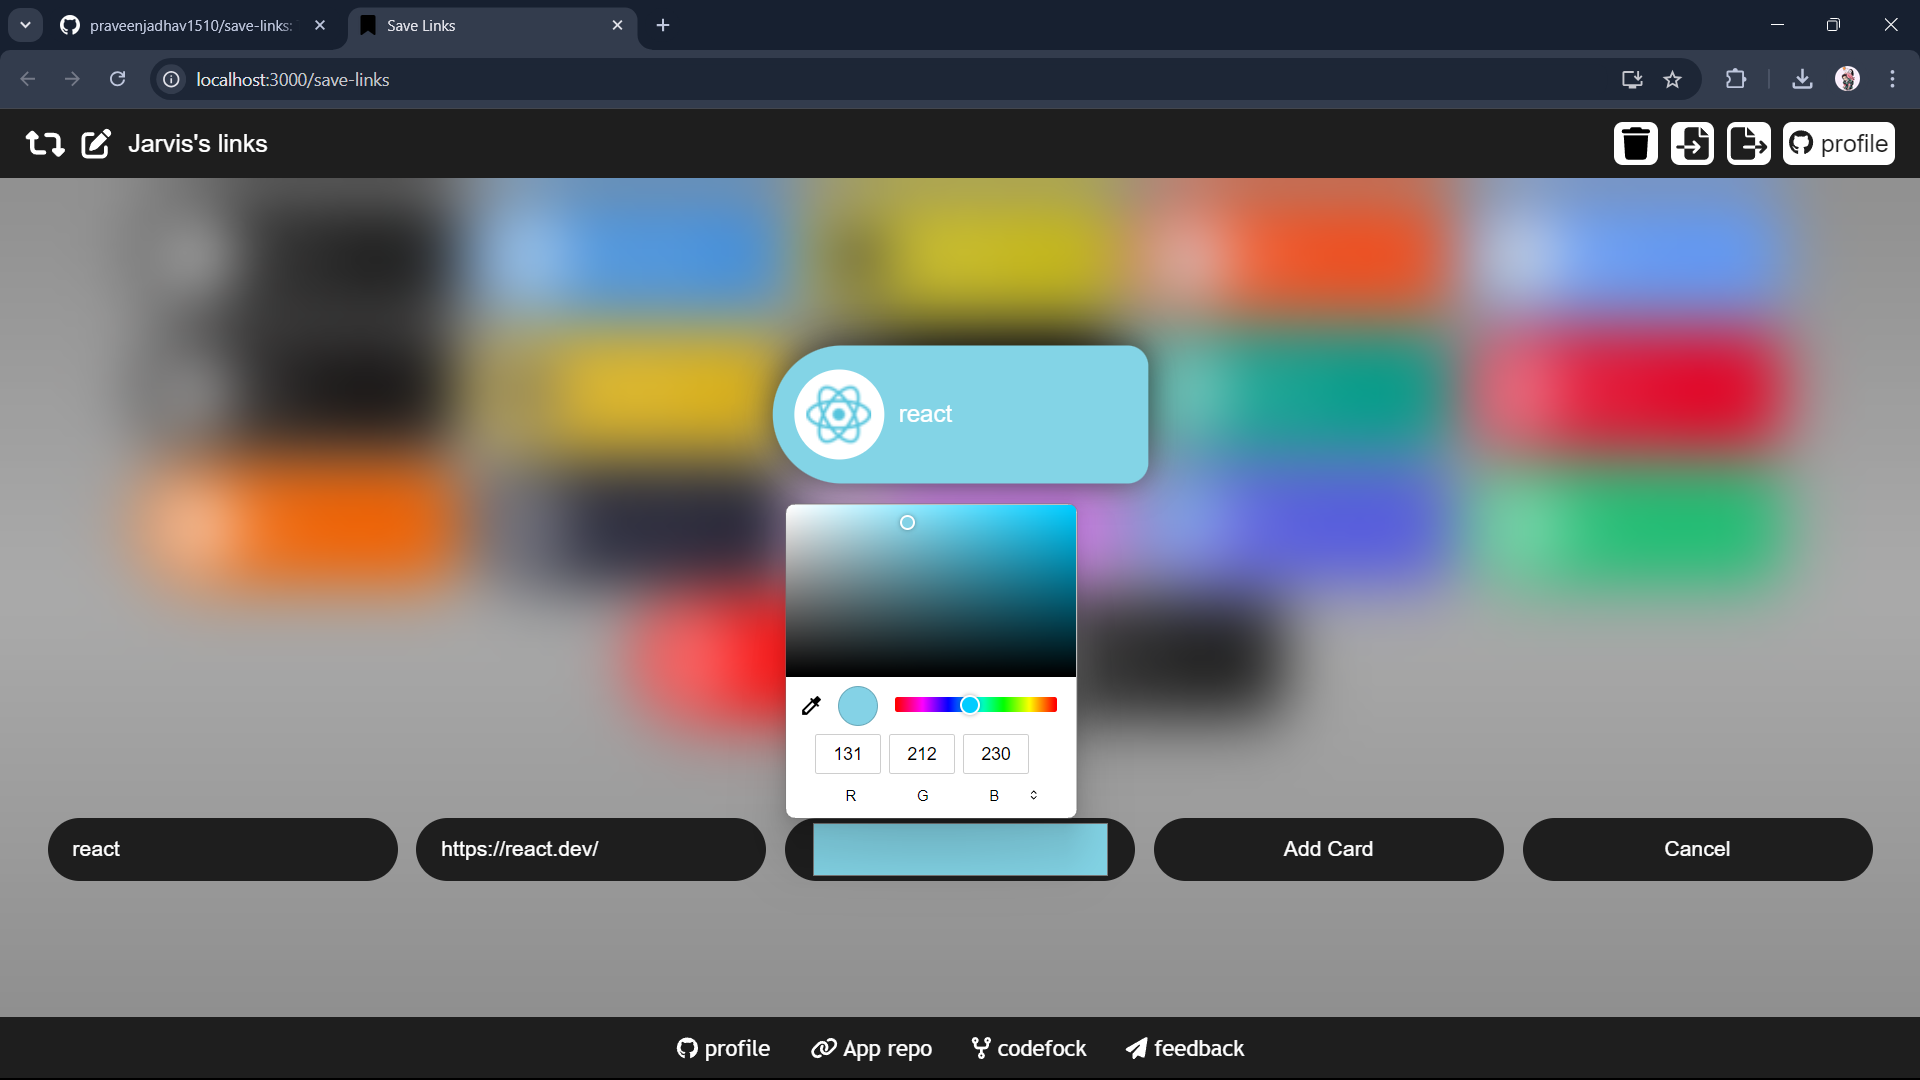 praveenjadhav1510/save-links:
Save Links
localhost:3000/save-links
Jarvis's links
profile
react
131 212 230
R G B
react
https://react.dev/
Add Card
Cancel
profile
App repo
codefock
feedback